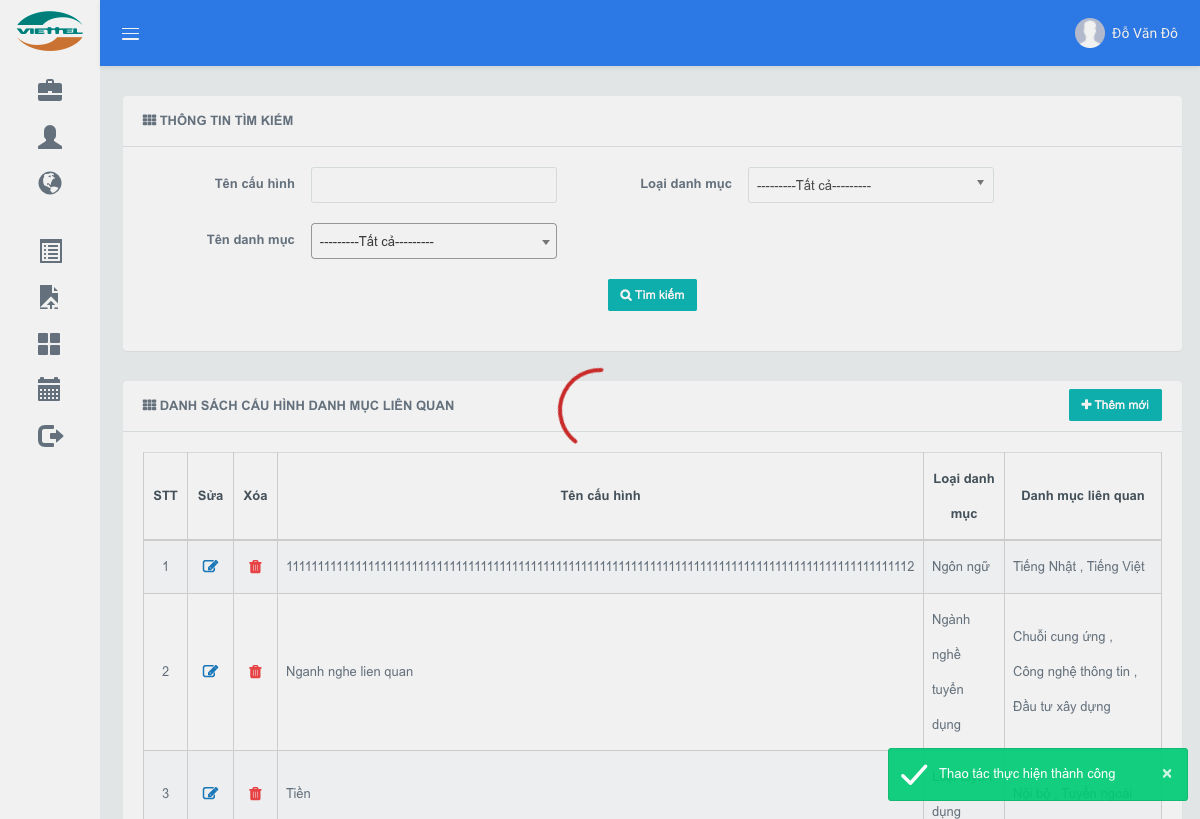 VIETTEL
Đỗ Văn Đô
THÔNG TIN TÌM KIẾM
Tên cấu hình
Loại danh mục
---------Tất cả---------
Tên danh mục
---------Tất cả---------
Tìm kiếm
DANH SÁCH CẤU HÌNH DANH MỤC LIÊN QUAN
Thêm mới
STT
Sửa
Xóa
Tên cấu hình
Loại danh
mục
Danh mục liên quan
1
Ngôn ngữ
Tiếng Nhật , Tiếng Việt
2
Nganh nghe lien quan
Ngành
nghề
tuyển
dụng
Chuỗi cung ứng ,
Công nghệ thông tin ,
Đầu tư xây dựng
Thao tác thực hiện thành công
×
3
Tiền
Nội bộ , Tuyển ngoài
dụng